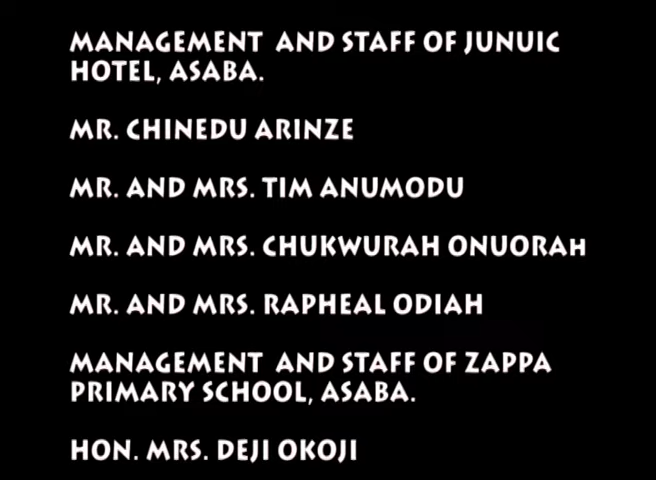 MANAGEMENT AND STAFF OF JUNUIC
HOTEL, ASABA.
MR. CHINEDU ARINZE
MR. AND MRS. TIM ANUMODU
MR. AND MRS. CHUKWURAH ONUORAH
MR. AND MRS. RAPHEAL ODIAH
MANAGEMENT AND STAFF OF ZAPPA
PRIMARY SCHOOL, ASABA.
HON. MRS. DEJI OKOJI